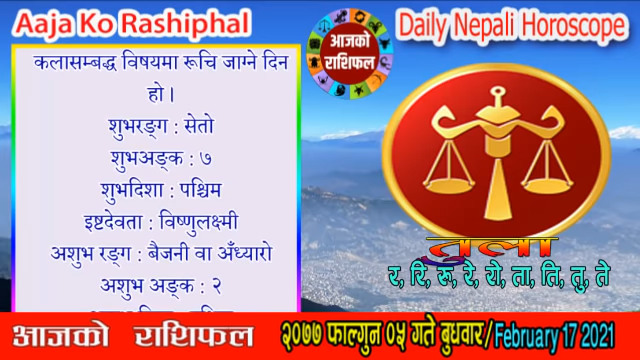 Aaja Ko Rashiphal
Daily Nepali Horoscope
आजको
राशिफल
कलासम्बद्ध विषयमा रूचि जाग्ने दिन
हो ।
शुभरङ्ग : सेतो
शुभअङ्क : ७
शुभदिशा : पश्चिम
इष्टदेवता : विष्णुलक्ष्मी
अशुभ रङ्ग : बैजनी वा अँध्यारो
अशुभ अङ्क : २
तुला
र, रि, रू, रे, रो, ता, ति, तु, ते
आजको राशिफल
२०७७ फाल्गुन ०५ गते बुधवार/February 17 2021